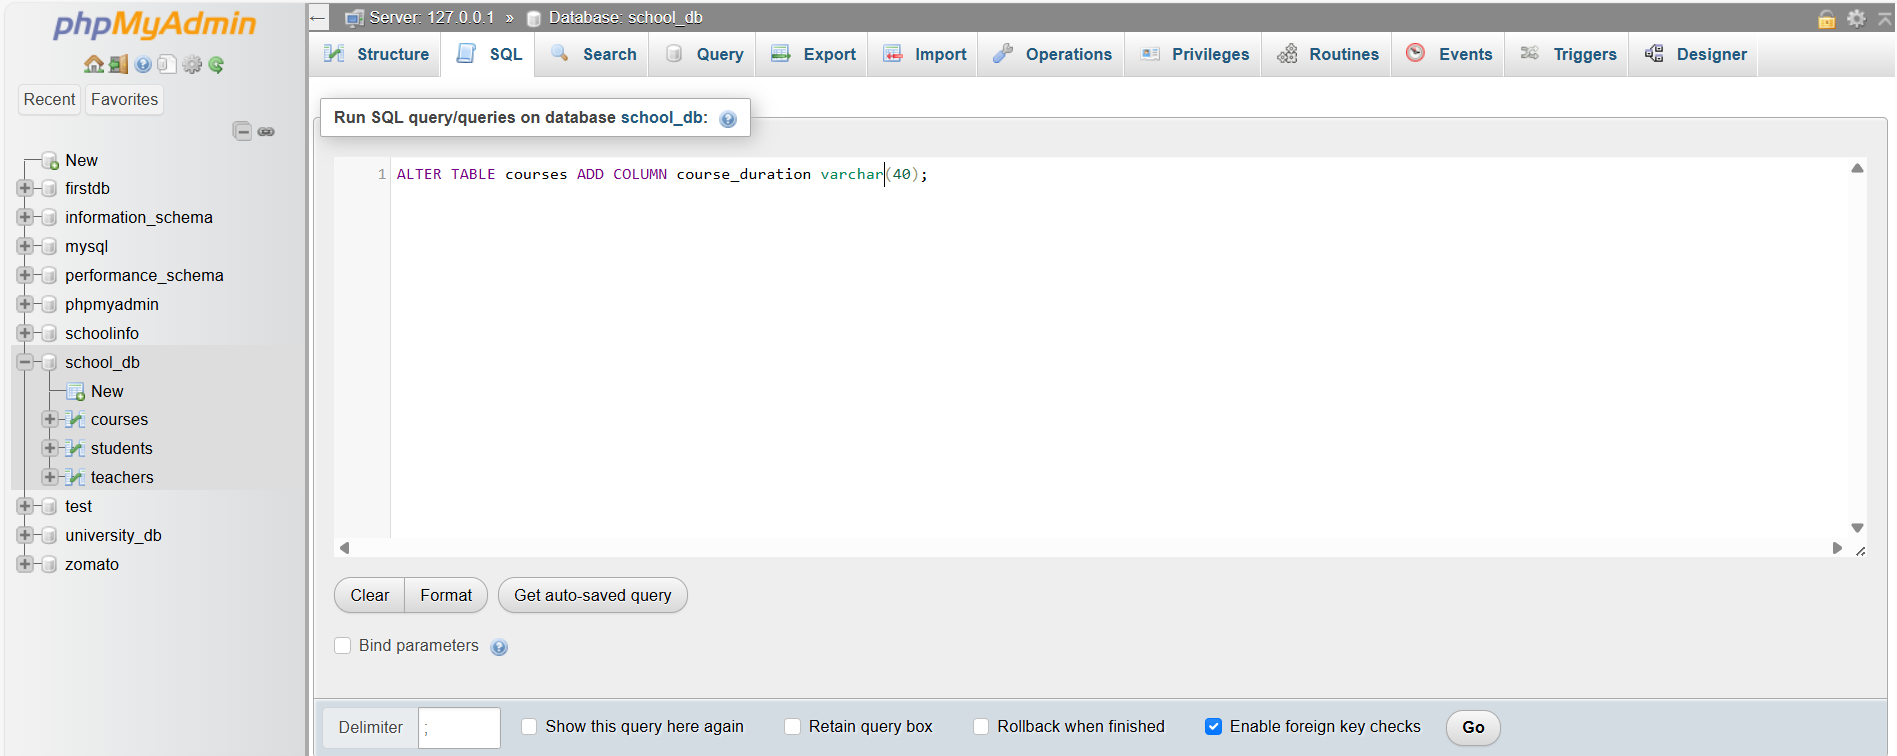 phpMyAdmin
Recent Favorites
New
firstdb
information_schema
mysql
performance_schema
phpmyadmin
schoolinfo
school_db
New
courses
students
teachers
test
university_db
zomato
Server: 127.0.0.1 » Database: school_db
Structure SQL Search Query Export Import Operations Privileges Routines Events Triggers Designer
Run SQL query/queries on database school_db:
1 ALTER TABLE courses ADD COLUMN course_duration varchar(40);
Clear Format Get auto-saved query
Bind parameters
Delimiter ; Show this query here again Retain query box Rollback when finished Enable foreign key checks Go